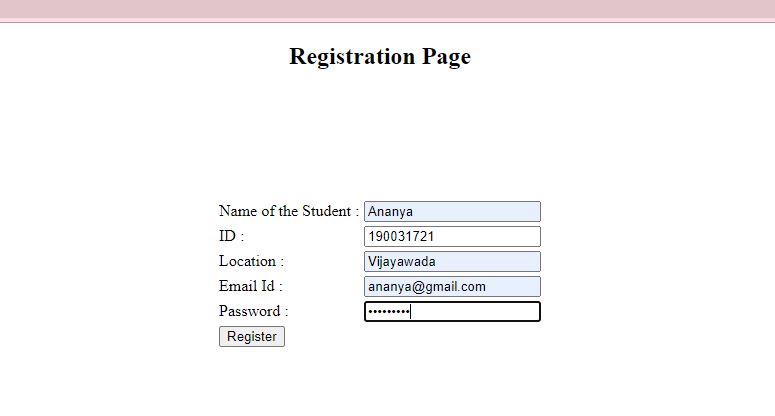 Registration Page
Name of the Student : Ananya
ID : 190031721
Location : Vijayawada
Email Id : ananya@gmail.com
Password : •••••••••
Register